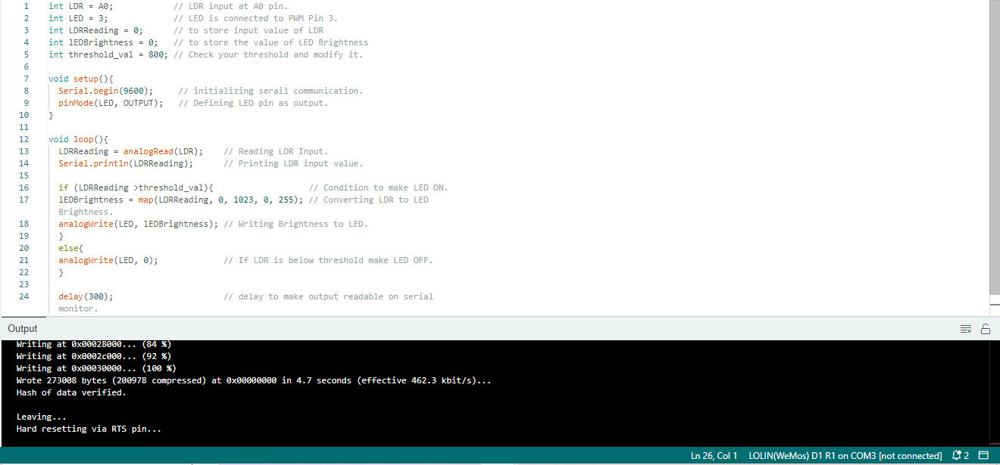 1 int LDR = A0; // LDR input at A0 pin.
2 int LED = 3; // LED is connected to PWM Pin 3.
3 int LDRReading = 0; // to store input value of LDR
4 int lEDBrightness = 0; // to store the value of LED Brightness
5 int threshold_val = 800; // Check your threshold and modify it.
6
7 void setup(){
8 Serial.begin(9600); // initializing serail communication.
9 pinMode(LED, OUTPUT); // Defining LED pin as output.
10 }
11
12 void loop(){
13 LDRReading = analogRead(LDR); // Reading LDR Input.
14 Serial.println(LDRReading); // Printing LDR input value.
15
16 if (LDRReading >threshold_val){ // Condition to make LED ON.
17 lEDBrightness = map(LDRReading, 0, 1023, 0, 255); // Converting LDR to LED
Brightness.
18 analogWrite(LED, lEDBrightness); // Writing Brightness to LED.
19 }
20 else{
21 analogWrite(LED, 0); // If LDR is below threshold make LED OFF.
22 }
23
24 delay(300); // delay to make output readable on serial
monitor.
Output
Writing at 0x00028000... (84 %)
Writing at 0x0002c000... (92 %)
Writing at 0x00030000... (100 %)
Wrote 273008 bytes (200978 compressed) at 0x00000000 in 4.7 seconds (effective 462.3 kbit/s)...
Hash of data verified.
Leaving...
Hard resetting via RTS pin...
Ln 26, Col 1 LOLIN(WeMos) D1 R1 on COM3 [not connected] 2